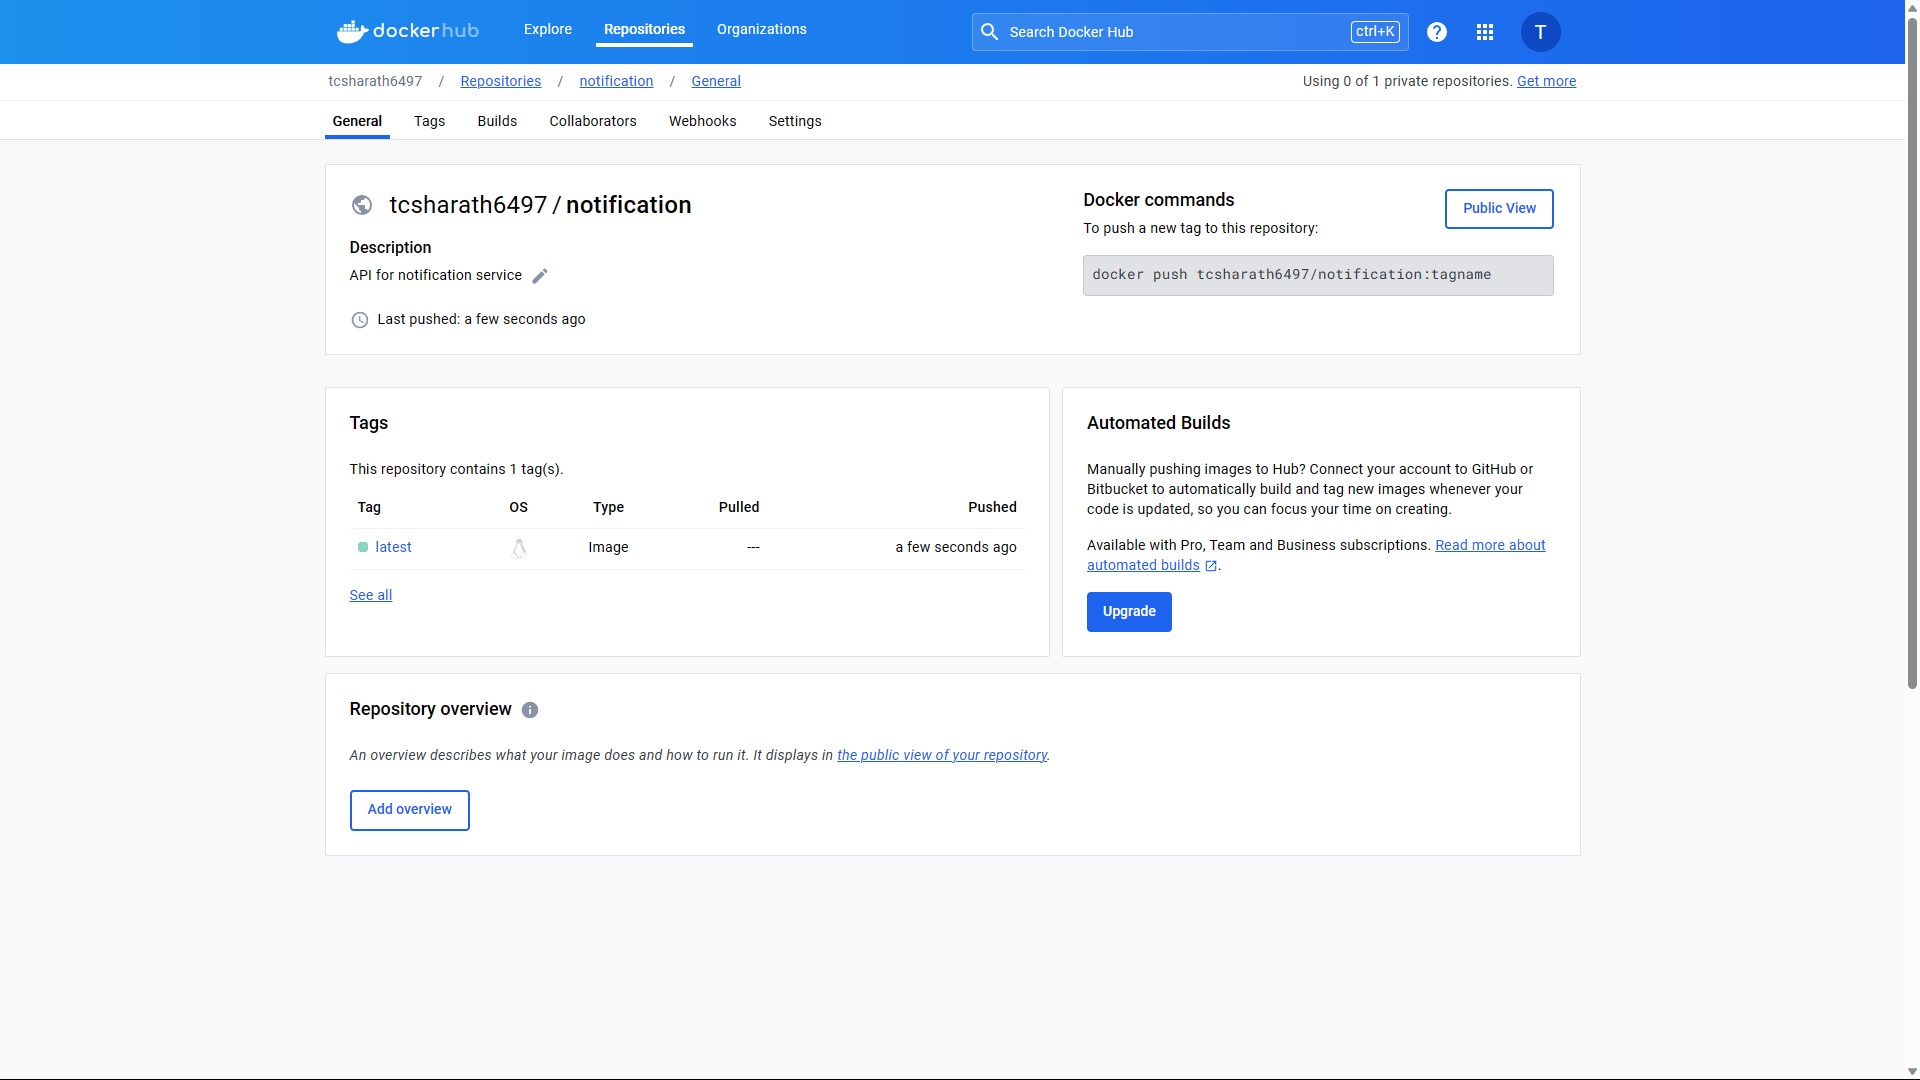 dockerhub
Explore
Repositories
Organizations
Search Docker Hub
ctrl+K
?
T
tcsharath6497 / Repositories / notification / General
Using 0 of 1 private repositories. Get more
General
Tags
Builds
Collaborators
Webhooks
Settings
tcsharath6497 / notification
Description
API for notification service
Last pushed: a few seconds ago
Docker commands
Public View
To push a new tag to this repository:
docker push tcsharath6497/notification:tagname
Tags
This repository contains 1 tag(s).
Tag OS Type Pulled Pushed
latest Image --- a few seconds ago
See all
Automated Builds
Manually pushing images to Hub? Connect your account to GitHub or
Bitbucket to automatically build and tag new images whenever your
code is updated, so you can focus your time on creating.
Available with Pro, Team and Business subscriptions. Read more about
automated builds .
Upgrade
Repository overview
An overview describes what your image does and how to run it. It displays in the public view of your repository.
Add overview